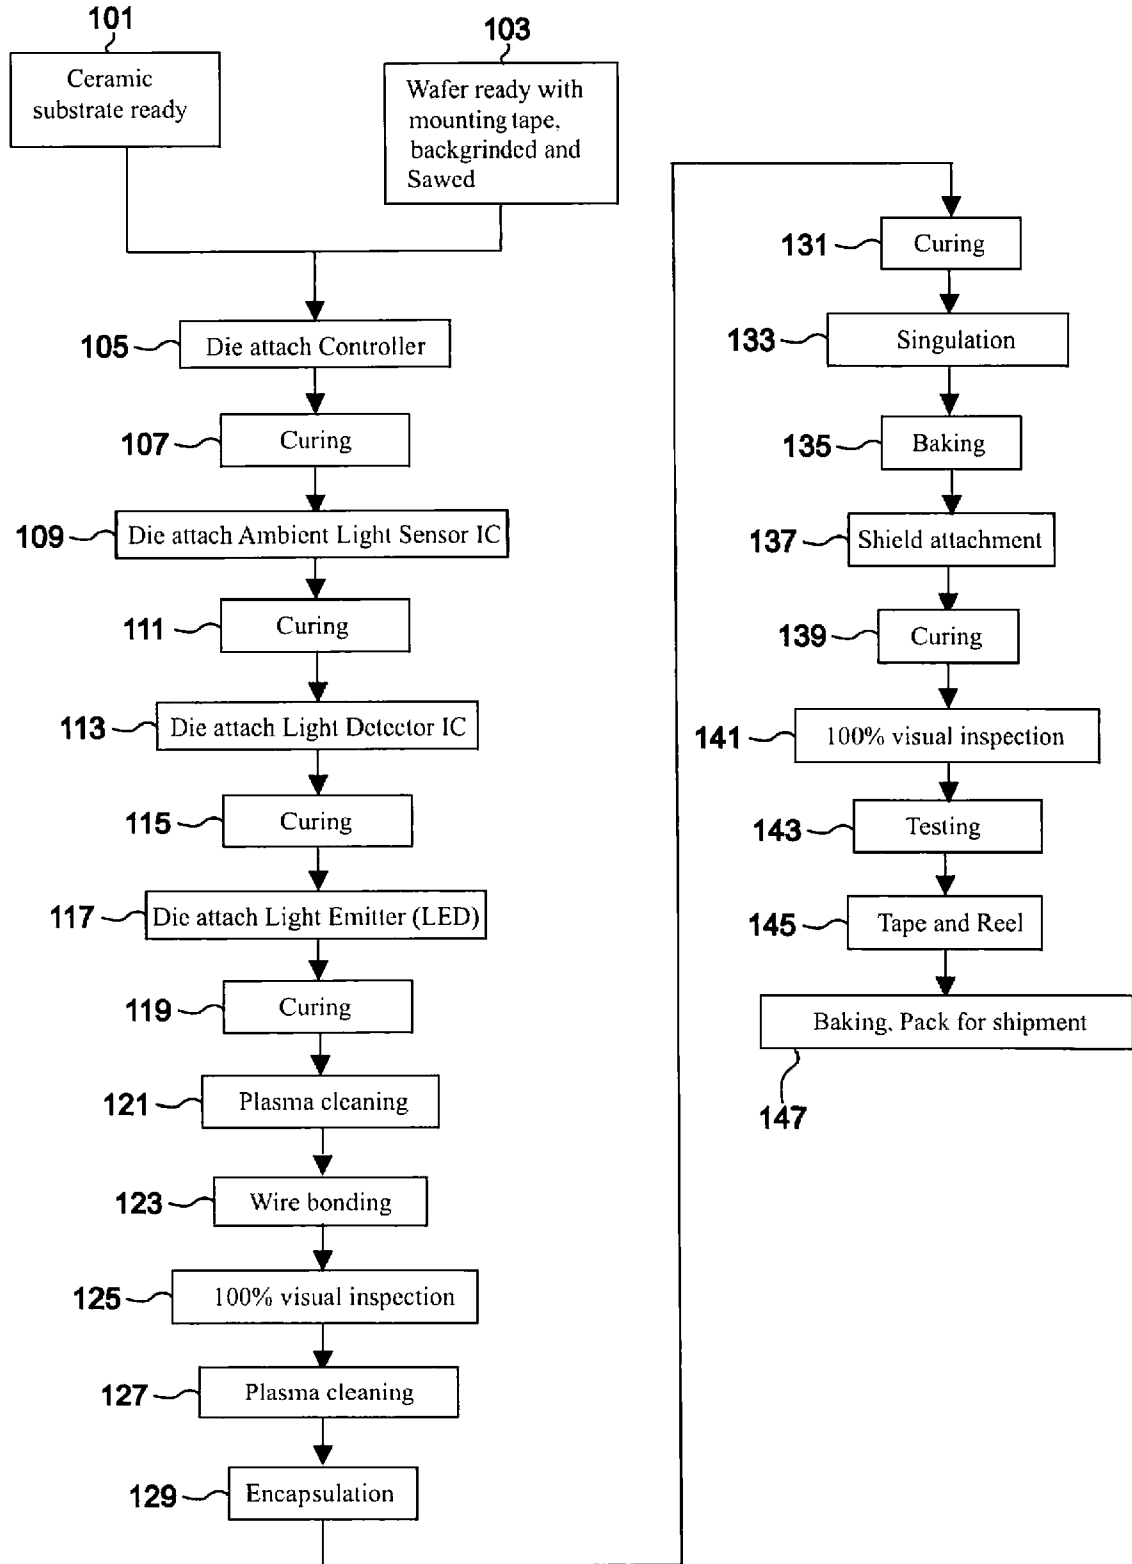 101
Ceramic
substrate ready
103
Wafer ready with
mounting tape,
backgrinded and
Sawed
105
Die attach Controller
107
Curing
109
Die attach Ambient Light Sensor IC
111
Curing
113
Die attach Light Detector IC
115
Curing
117
Die attach Light Emitter (LED)
119
Curing
121
Plasma cleaning
123
Wire bonding
125
100% visual inspection
127
Plasma cleaning
129
Encapsulation
131
Curing
133
Singulation
135
Baking
137
Shield attachment
139
Curing
141
100% visual inspection
143
Testing
145
Tape and Reel
Baking, Pack for shipment
147